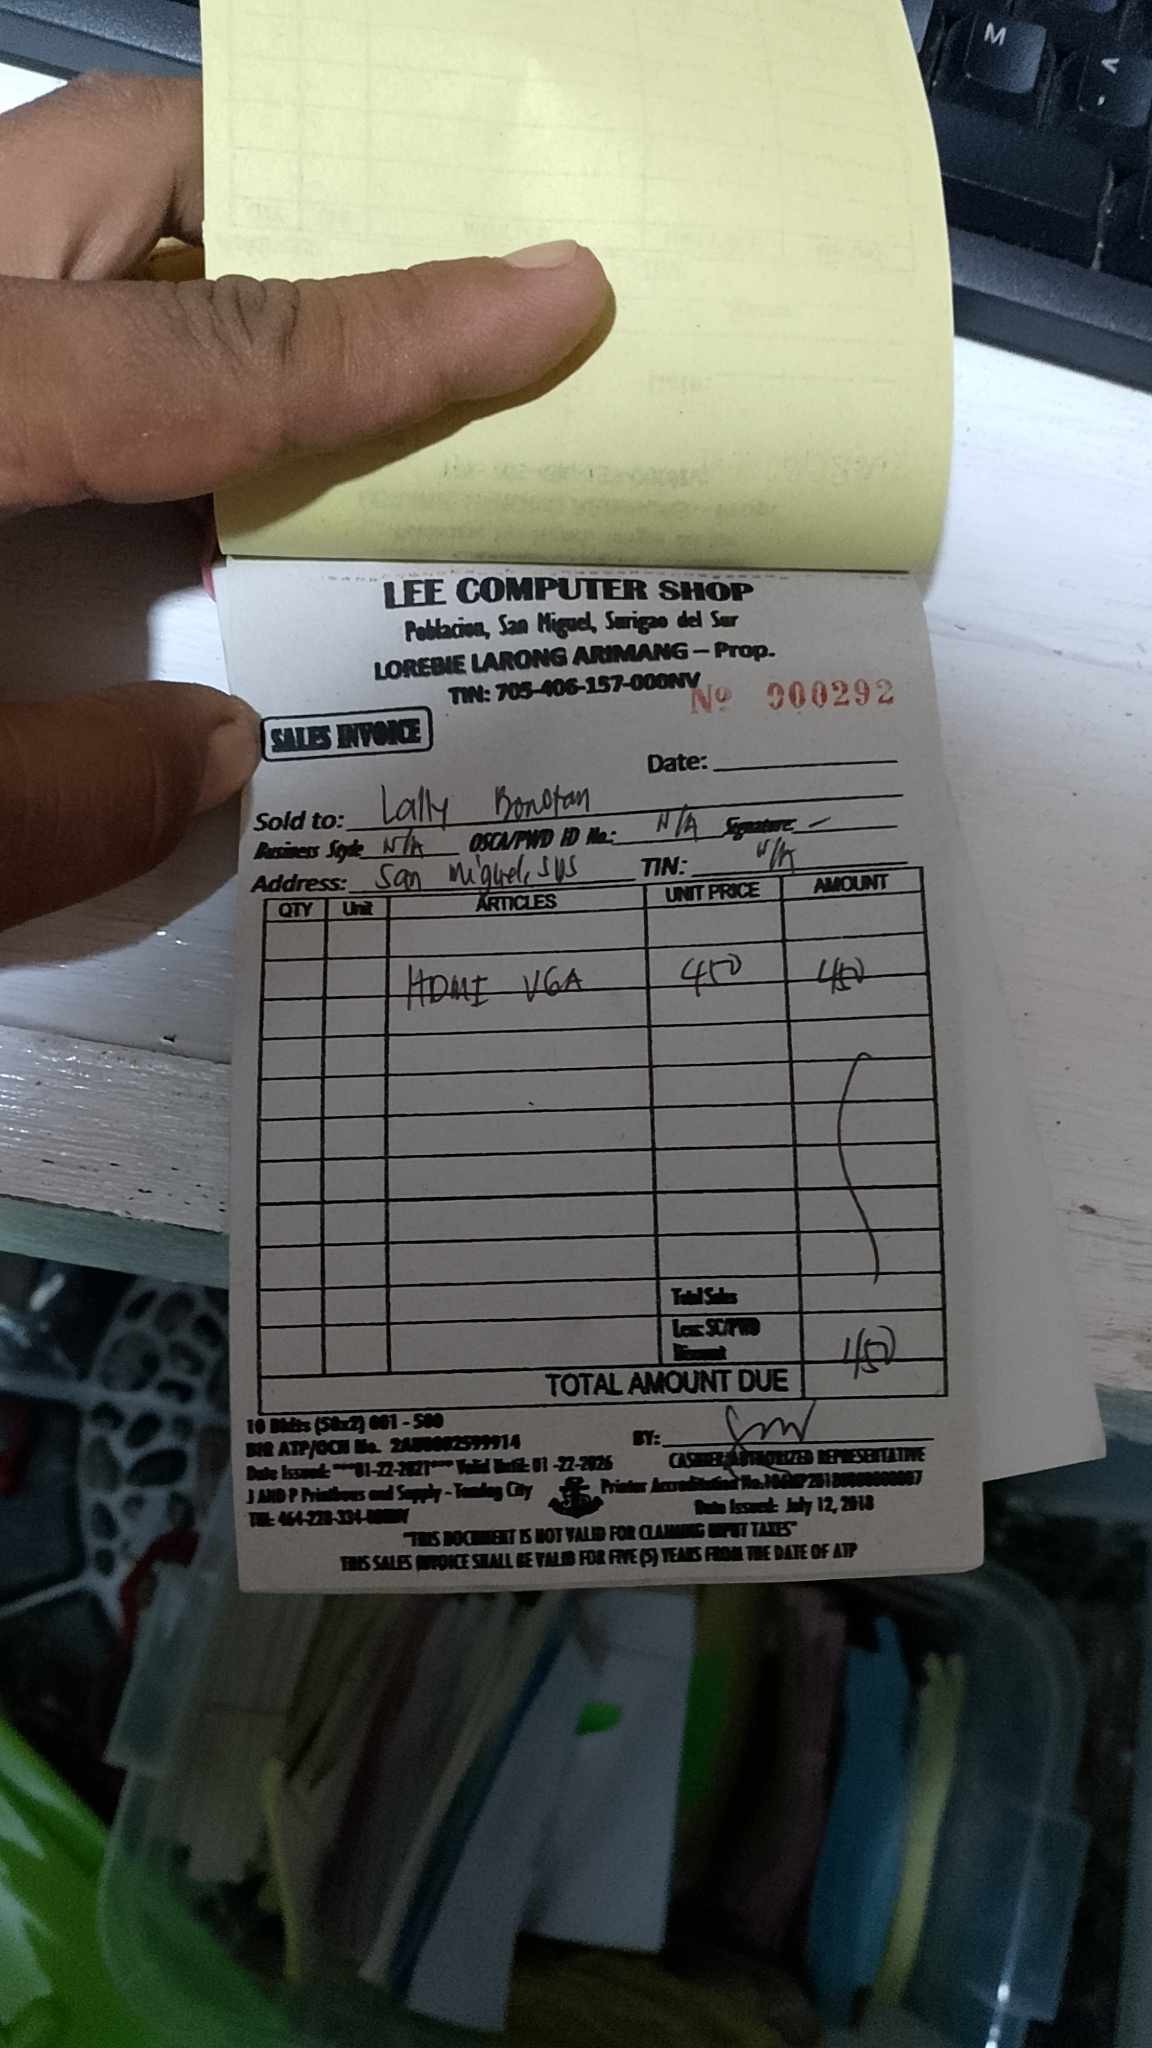 LEE COMPUTER SHOP
Poblacion, San Miguel, Surigao del Sur
LOREBIE LARONG ARIMANG – Prop.
TIN: 705-406-157-000NV
Nº 000292
SALES INVOICE
Date:
Sold to: Lally Bonotan
Business Style N/A OSCA/PWD ID No.: N/A Signature
Address: San Miguel, SDS TIN: N/A
QTY Unit ARTICLES UNIT PRICE AMOUNT
HDMI VGA 450 450
Total Sales
Less: SC/PWD
Discount
450
TOTAL AMOUNT DUE
10 Bklts (50x2) 001 - 500
BIR ATP/OCN No. 2AU0002599914
BY:
CASHIER/AUTHORIZED REPRESENTATIVE
Date Issued: ***01-22-2021*** Valid Until: 01-22-2026
J AND P Printhous and Supply - Tandag City
Printer Accreditation
TIN: 464-228-334-000NV
Date Issued: July 12, 2018
"THIS DOCUMENT IS NOT VALID FOR CLAIMING INPUT TAXES"
THIS SALES INVOICE SHALL BE VALID FOR FIVE (5) YEARS FROM THE DATE OF ATP
M